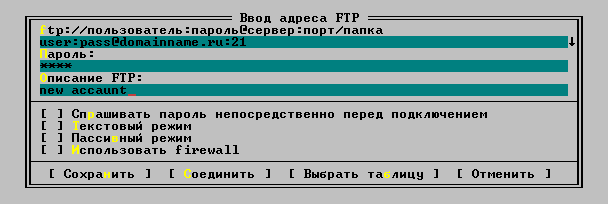 Ввод адреса FTP
ftp://пользователь:пароль@сервер:порт/папка
user:pass@domainname.ru:21 ↓
Пароль:
****
Описание FTP:
new accaunt_
[ ] Спрашивать пароль непосредственно перед подключением
[ ] Текстовый режим
[ ] Пассивный режим
[ ] Использовать firewall
[ Сохранить ] [ Соединить ] [ Выбрать таблицу ] [ Отменить ]